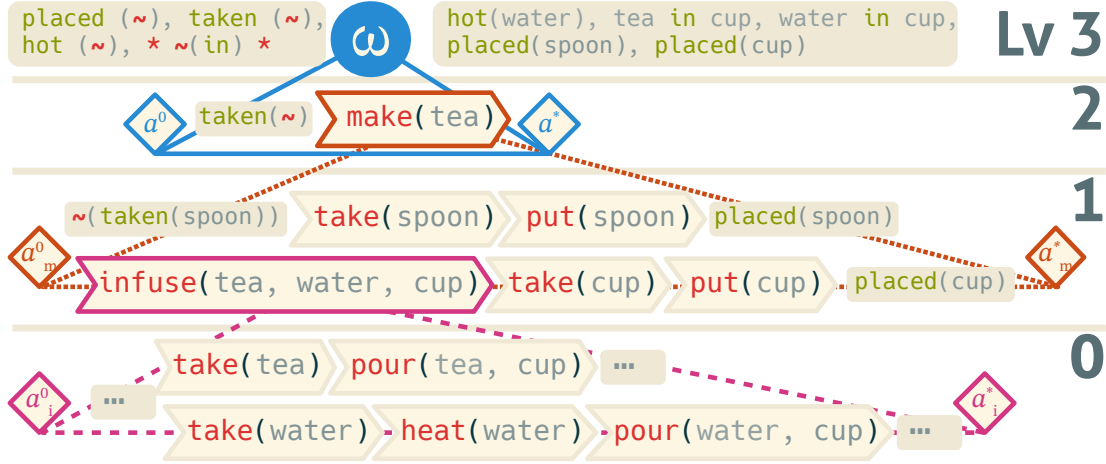 placed (~), taken (~),
hot (~), * ~(in) *
ω
hot(water), tea in cup, water in cup,
placed(spoon), placed(cup)
Lv 3
a⁰
taken(~)
make(tea)
a*
2
~(taken(spoon))
take(spoon)
put(spoon)
placed(spoon)
1
a⁰ₘ
infuse(tea, water, cup)
take(cup)
put(cup)
placed(cup)
a*ₘ
take(tea)
pour(tea, cup)
…
0
a⁰ᵢ
…
take(water)
heat(water)
pour(water, cup)
…
a*ᵢ